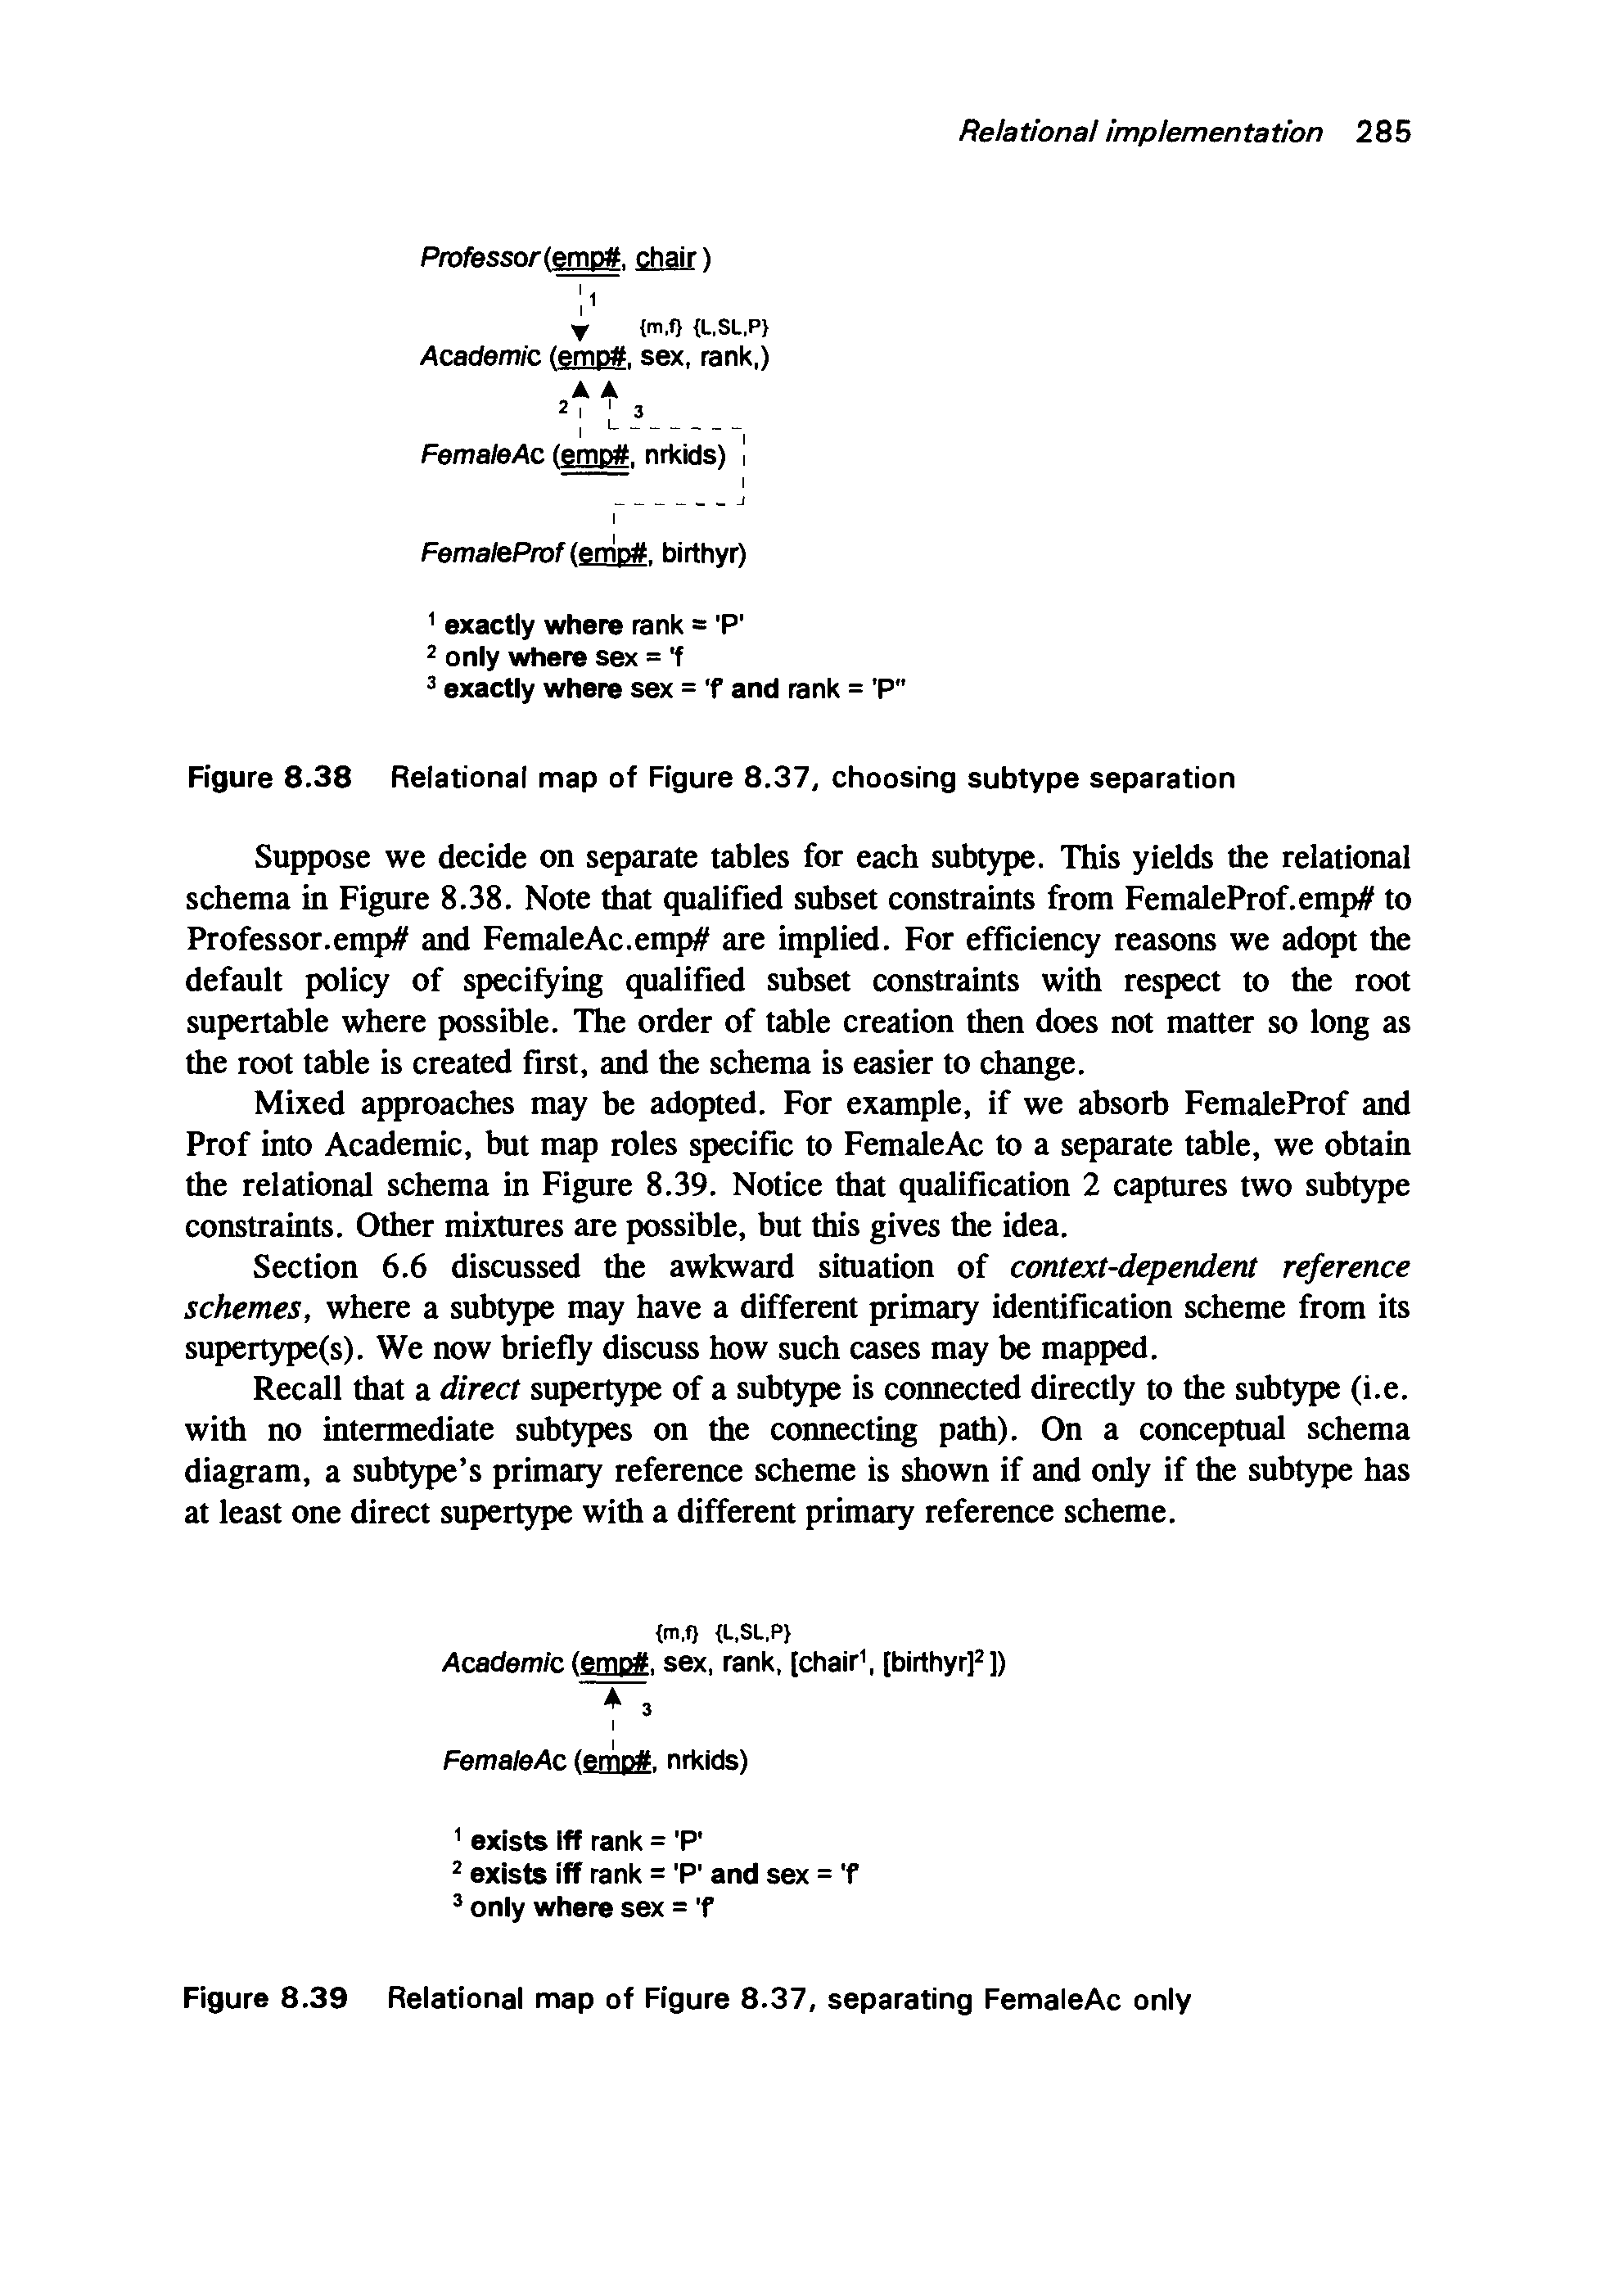 Relational implementation 285
Professor (emp#, chair)
1
{m,f} {L,SL,P}
Academic (emp#, sex, rank,)
2 3
FemaleAc (emp#, nrkids)
FemaleProf (emp#, birthyr)
1 exactly where rank = 'P'
2 only where sex = 'f'
3 exactly where sex = 'f' and rank = 'P''
Figure 8.38 Relational map of Figure 8.37, choosing subtype separation
Suppose we decide on separate tables for each subtype. This yields the relational
schema in Figure 8.38. Note that qualified subset constraints from FemaleProf.emp# to
Professor.emp# and FemaleAc.emp# are implied. For efficiency reasons we adopt the
default policy of specifying qualified subset constraints with respect to the root
supertable where possible. The order of table creation then does not matter so long as
the root table is created first, and the schema is easier to change.
Mixed approaches may be adopted. For example, if we absorb FemaleProf and
Prof into Academic, but map roles specific to FemaleAc to a separate table, we obtain
the relational schema in Figure 8.39. Notice that qualification 2 captures two subtype
constraints. Other mixtures are possible, but this gives the idea.
Section 6.6 discussed the awkward situation of context-dependent reference
schemes, where a subtype may have a different primary identification scheme from its
supertype(s). We now briefly discuss how such cases may be mapped.
Recall that a direct supertype of a subtype is connected directly to the subtype (i.e.
with no intermediate subtypes on the connecting path). On a conceptual schema
diagram, a subtype's primary reference scheme is shown if and only if the subtype has
at least one direct supertype with a different primary reference scheme.
{m,f} {L,SL,P}
Academic (emp#, sex, rank, [chair¹, [birthyr]² ])
3
FemaleAc (emp#, nrkids)
1 exists iff rank = 'P'
2 exists iff rank = 'P' and sex = 'f'
3 only where sex = 'f'
Figure 8.39 Relational map of Figure 8.37, separating FemaleAc only